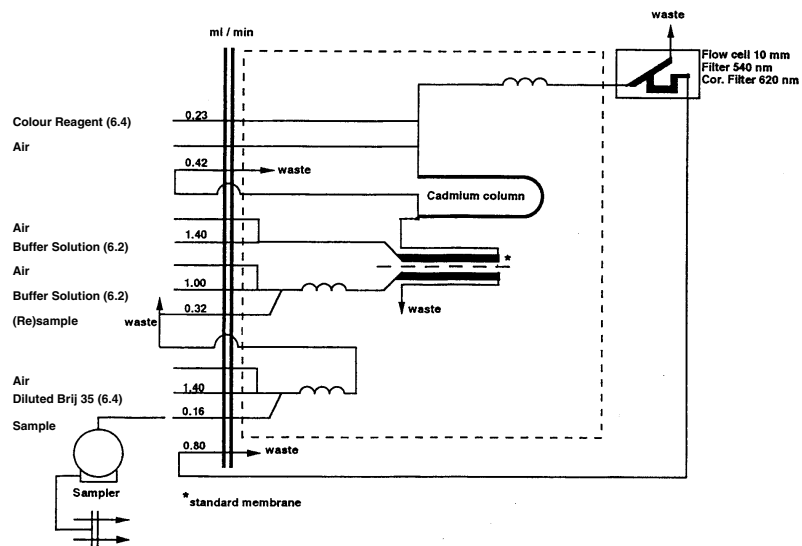 waste
ml / min
Flow cell 10 mm
Filter 540 nm
Cor. Filter 620 nm
Colour Reagent (6.4)
0.23
Air
0.42
waste
Cadmium column
Air
Buffer Solution (6.2)
1.40
*
Air
Buffer Solution (6.2)
1.00
(Re)sample
waste
0.32
waste
Air
Diluted Brij 35 (6.4)
1.40
Sample
0.16
0.80
waste
Sampler
*standard membrane